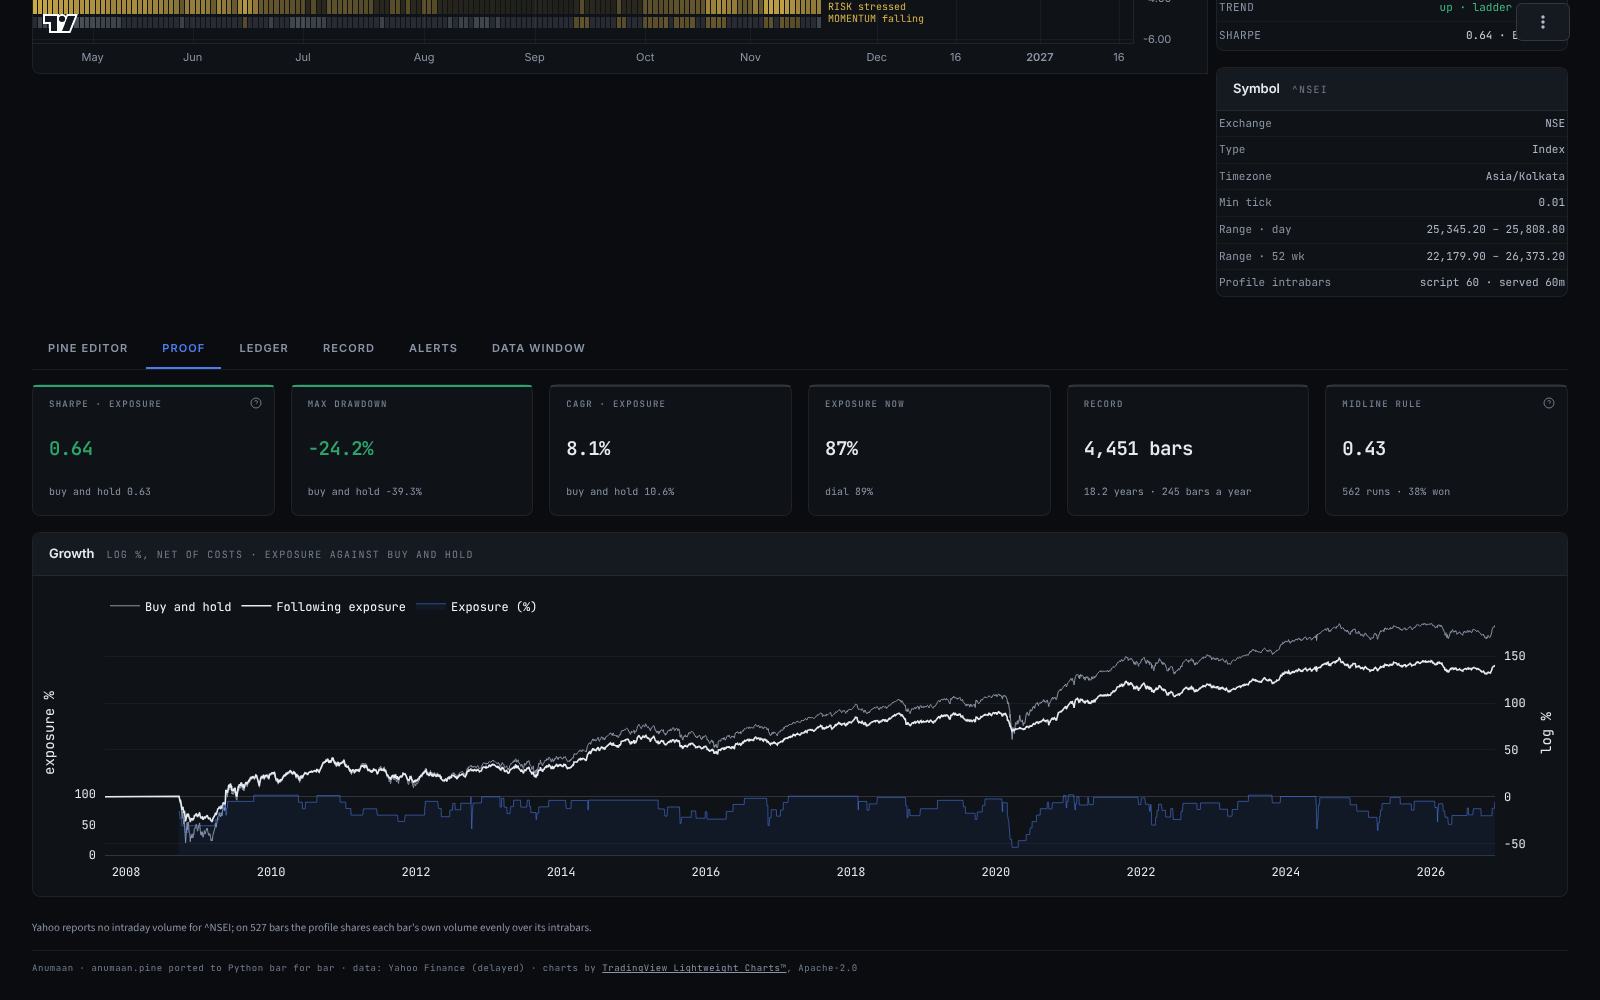 RISK stressed
MOMENTUM falling
-6.00
May Jun Jul Aug Sep Oct Nov Dec 16 2027 16
TREND up · ladder
SHARPE 0.64 ·
Symbol ^NSEI
Exchange NSE
Type Index
Timezone Asia/Kolkata
Min tick 0.01
Range · day 25,345.20 – 25,808.80
Range · 52 wk 22,179.90 – 26,373.20
Profile intrabars script 60 · served 60m
PINE EDITOR PROOF LEDGER RECORD ALERTS DATA WINDOW
SHARPE · EXPOSURE
0.64
buy and hold 0.63
MAX DRAWDOWN
-24.2%
buy and hold -39.3%
CAGR · EXPOSURE
8.1%
buy and hold 10.6%
EXPOSURE NOW
87%
dial 89%
RECORD
4,451 bars
18.2 years · 245 bars a year
MIDLINE RULE
0.43
562 runs · 38% won
Growth LOG %, NET OF COSTS · EXPOSURE AGAINST BUY AND HOLD
Buy and hold Following exposure Exposure (%)
exposure %
100
50
0
150
100
50
0
-50
log %
2008 2010 2012 2014 2016 2018 2020 2022 2024 2026
Yahoo reports no intraday volume for ^NSEI; on 527 bars the profile shares each bar's own volume evenly over its intrabars.
Anumaan · anumaan.pine ported to Python bar for bar · data: Yahoo Finance (delayed) · charts by TradingView Lightweight Charts™, Apache-2.0